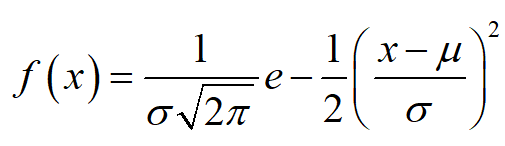 f(x) = 1/(σ√(2π)) e − 1/2 ((x − μ)/σ)²